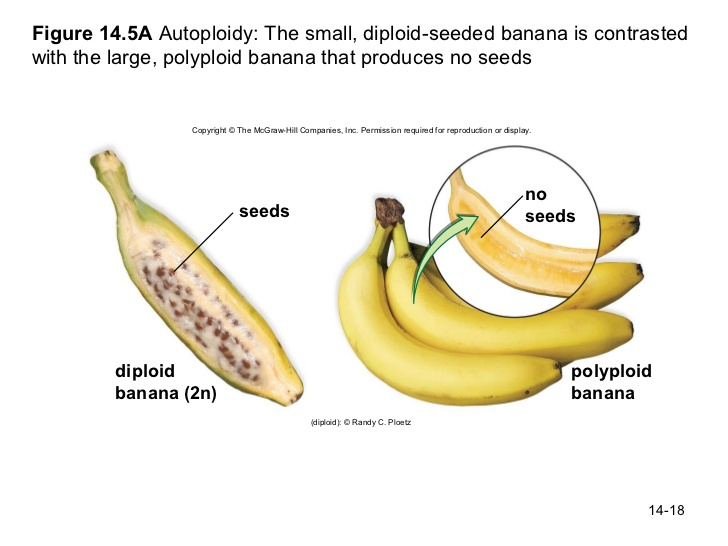 Figure 14.5A Autoploidy: The small, diploid-seeded banana is contrasted
with the large, polyploid banana that produces no seeds
Copyright © The McGraw-Hill Companies, Inc. Permission required for reproduction or display.
seeds
no
seeds
diploid
banana (2n)
polyploid
banana
(diploid): © Randy C. Ploetz
14-18